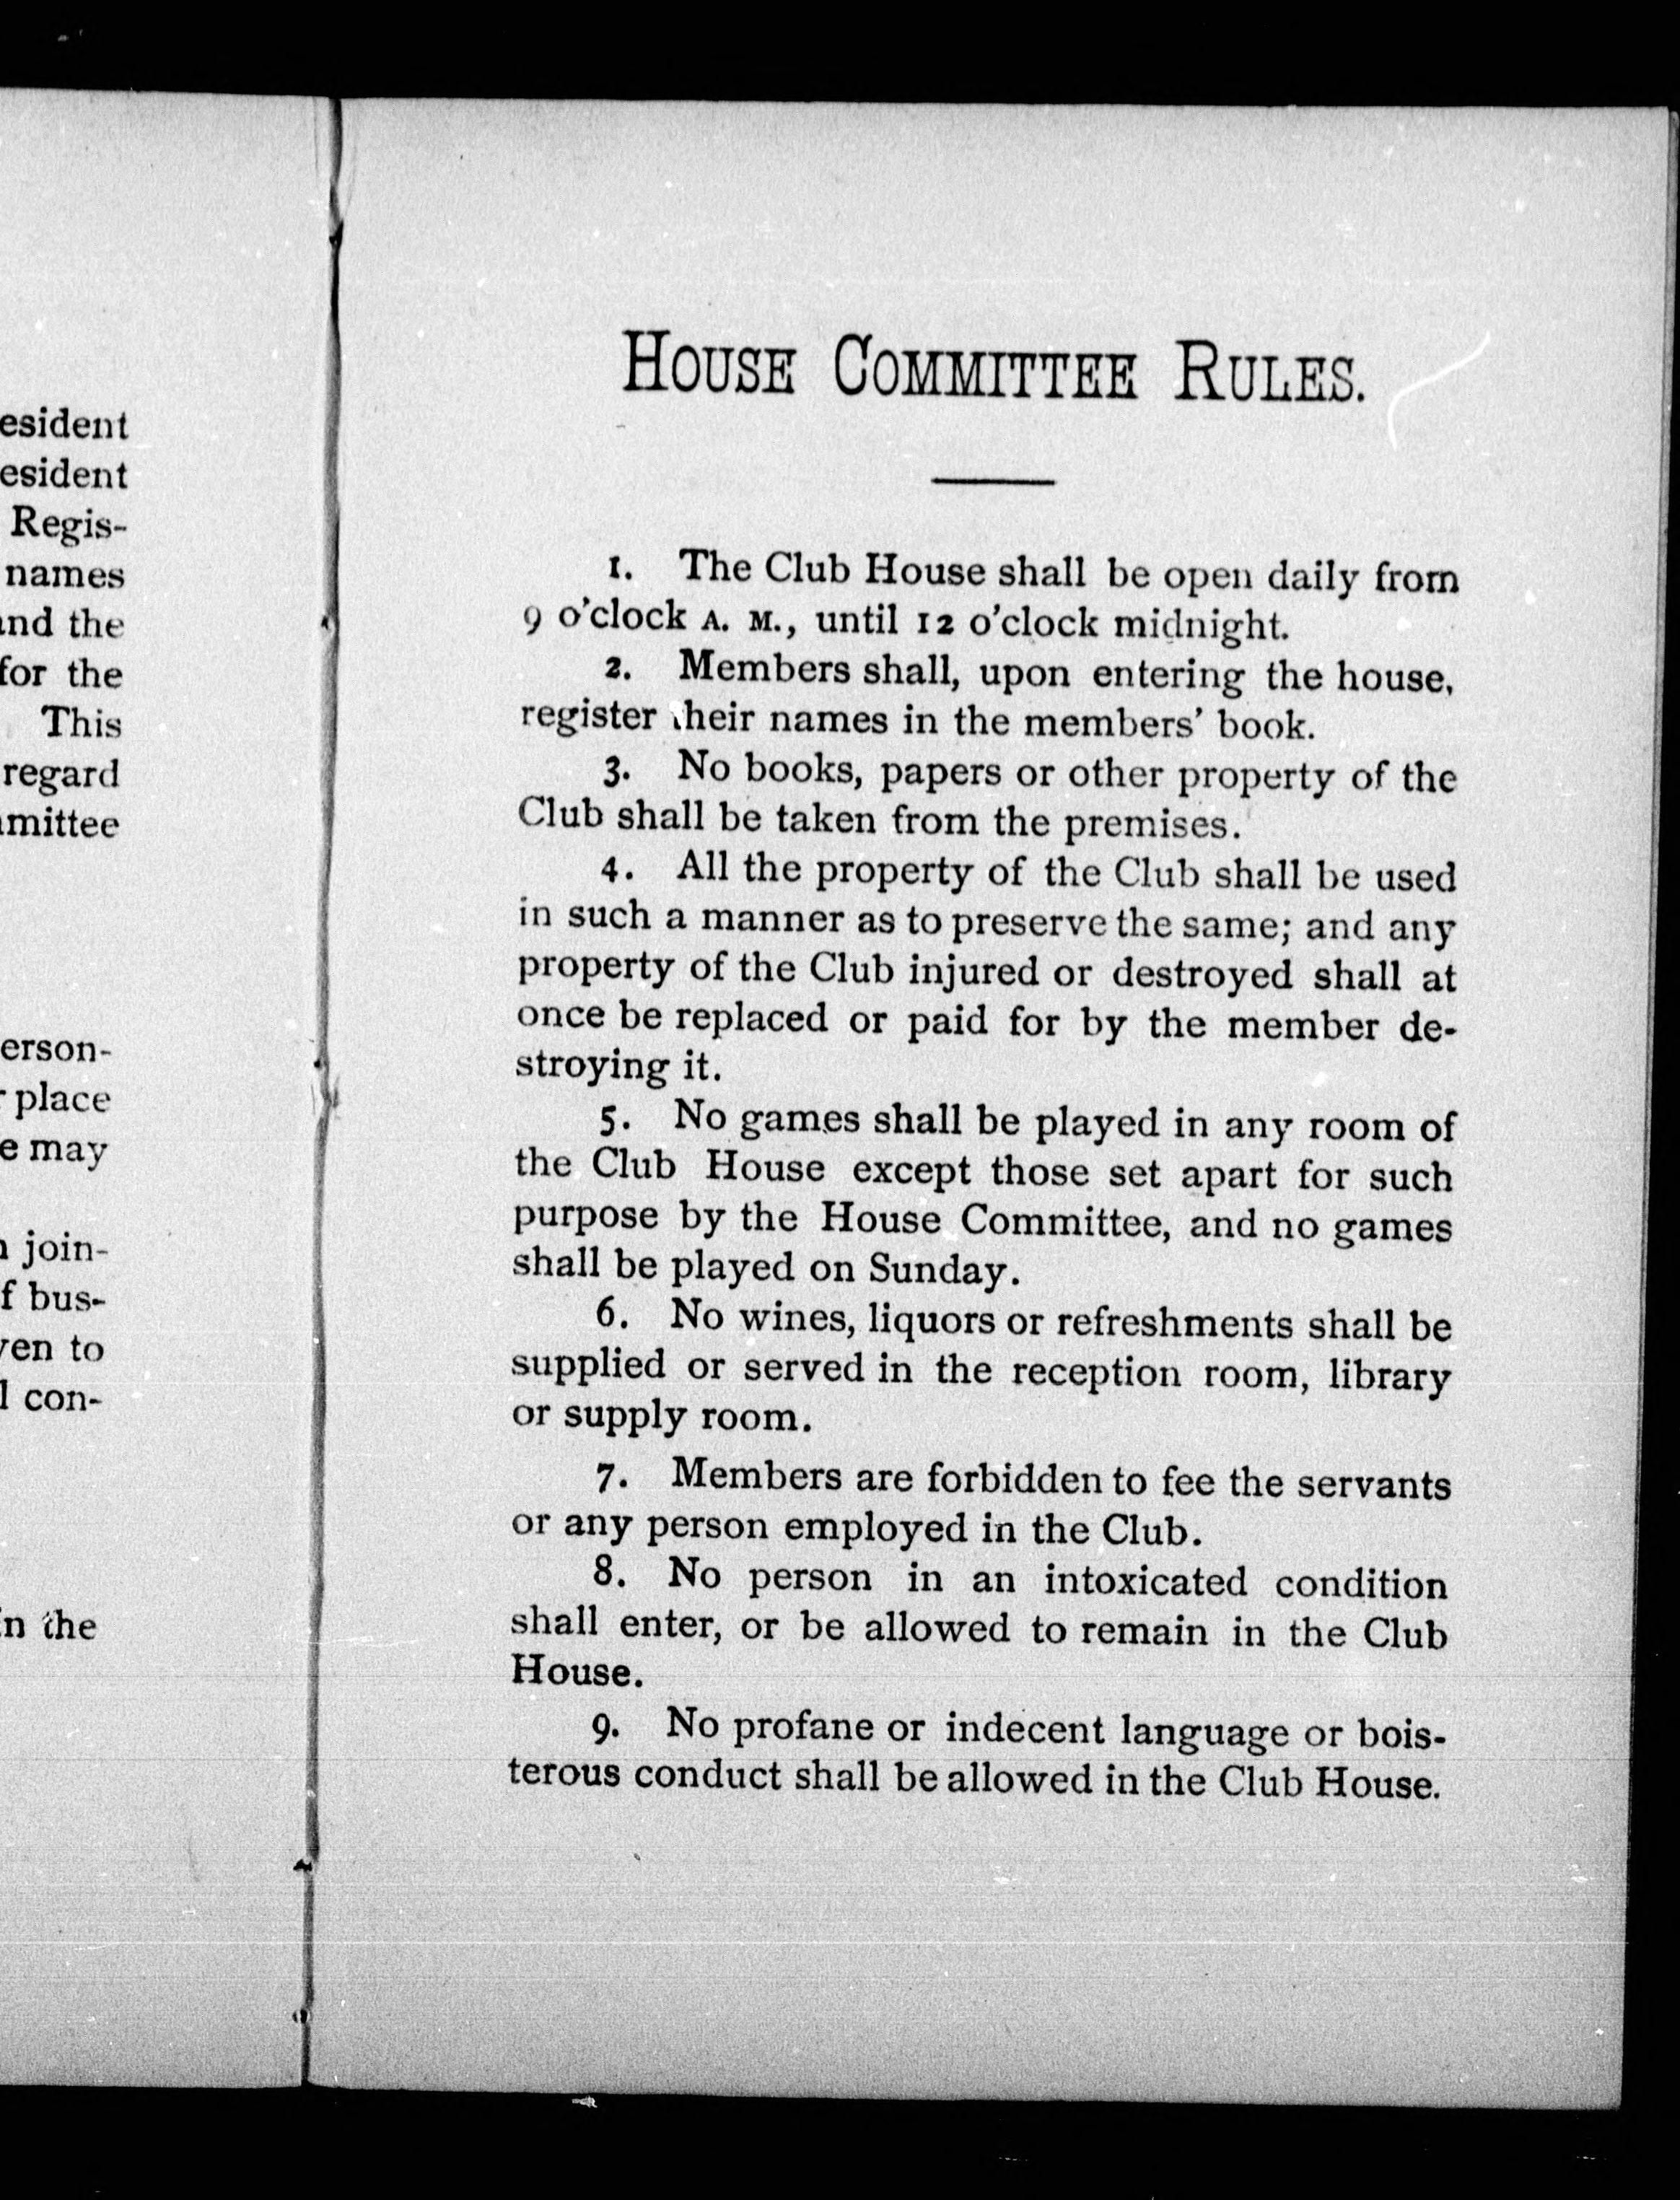 esident
esident
Regis-
names
and the
for the
This
regard
mmittee
erson-
place
e may
join-
f bus-
ven to
l con-
in the
HOUSE COMMITTEE RULES.
1. The Club House shall be open daily from
9 o'clock A. M., until 12 o'clock midnight.
2. Members shall, upon entering the house,
register their names in the members' book.
3. No books, papers or other property of the
Club shall be taken from the premises.
4. All the property of the Club shall be used
in such a manner as to preserve the same; and any
property of the Club injured or destroyed shall at
once be replaced or paid for by the member de-
stroying it.
5. No games shall be played in any room of
the Club House except those set apart for such
purpose by the House Committee, and no games
shall be played on Sunday.
6. No wines, liquors or refreshments shall be
supplied or served in the reception room, library
or supply room.
7. Members are forbidden to fee the servants
or any person employed in the Club.
8. No person in an intoxicated condition
shall enter, or be allowed to remain in the Club
House.
9. No profane or indecent language or bois-
terous conduct shall be allowed in the Club House.